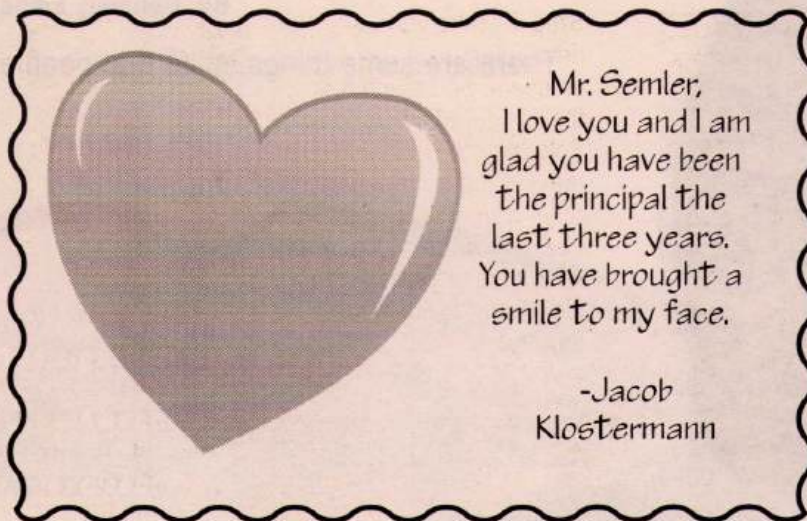 Mr. Semler,
I love you and I am
glad you have been
the principal the
last three years.
You have brought a
smile to my face.
-Jacob
Klostermann